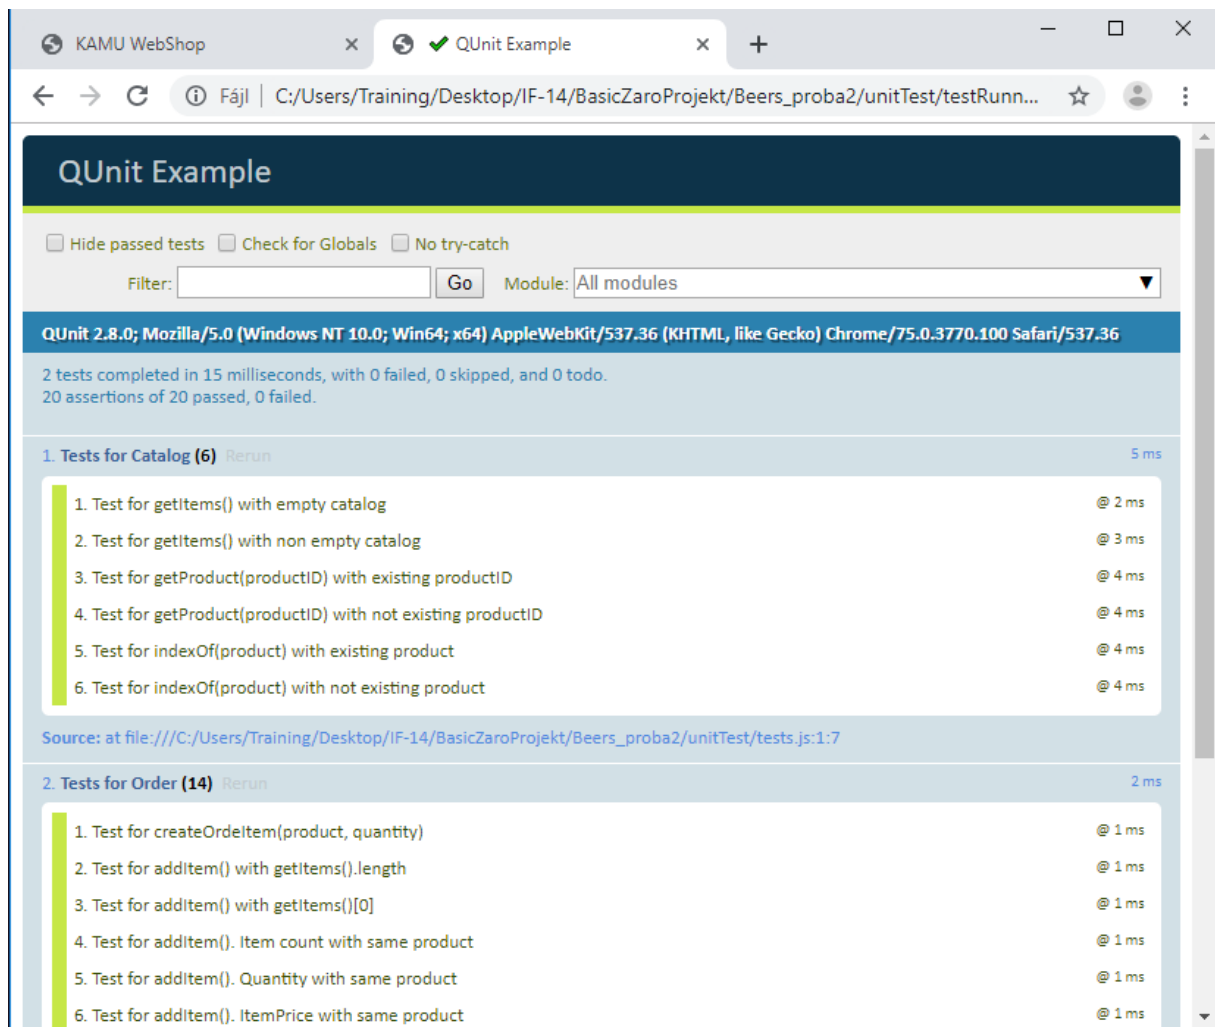 KAMU WebShop
QUnit Example
Fájl | C:/Users/Training/Desktop/IF-14/BasicZaroProjekt/Beers_proba2/unitTest/testRunn...
QUnit Example
Hide passed tests Check for Globals No try-catch
Filter: Go Module: All modules
QUnit 2.8.0; Mozilla/5.0 (Windows NT 10.0; Win64; x64) AppleWebKit/537.36 (KHTML, like Gecko) Chrome/75.0.3770.100 Safari/537.36
2 tests completed in 15 milliseconds, with 0 failed, 0 skipped, and 0 todo.
20 assertions of 20 passed, 0 failed.
1. Tests for Catalog (6) Rerun 5 ms
1. Test for getItems() with empty catalog @ 2 ms
2. Test for getItems() with non empty catalog @ 3 ms
3. Test for getProduct(productID) with existing productID @ 4 ms
4. Test for getProduct(productID) with not existing productID @ 4 ms
5. Test for indexOf(product) with existing product @ 4 ms
6. Test for indexOf(product) with not existing product @ 4 ms
Source: at file:///C:/Users/Training/Desktop/IF-14/BasicZaroProjekt/Beers_proba2/unitTest/tests.js:1:7
2. Tests for Order (14) Rerun 2 ms
1. Test for createOrdeItem(product, quantity) @ 1 ms
2. Test for addItem() with getItems().length @ 1 ms
3. Test for addItem() with getItems()[0] @ 1 ms
4. Test for addItem(). Item count with same product @ 1 ms
5. Test for addItem(). Quantity with same product @ 1 ms
6. Test for addItem(). ItemPrice with same product @ 1 ms